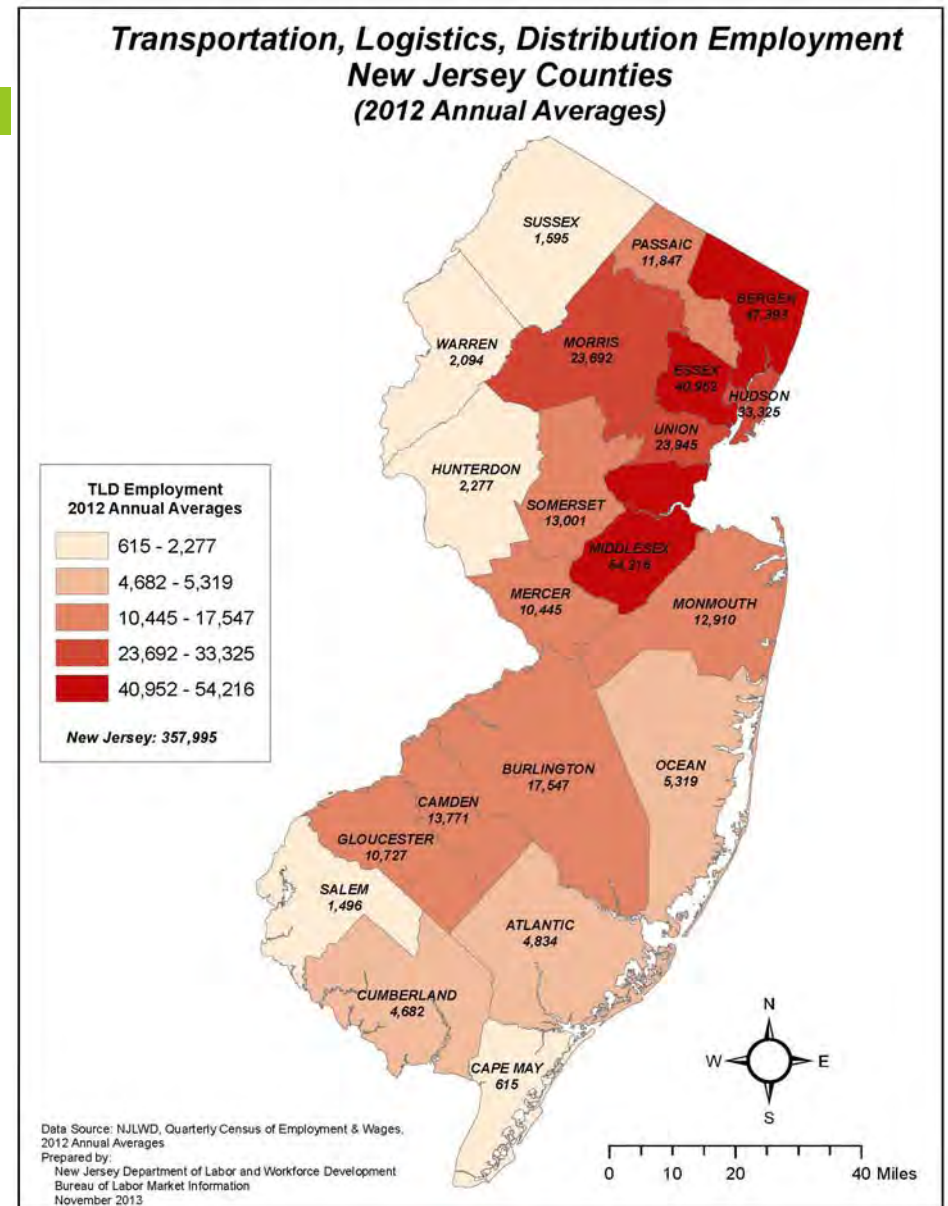 Transportation, Logistics, Distribution Employment
New Jersey Counties
(2012 Annual Averages)
SUSSEX
1,595
PASSAIC
11,847
BERGEN
47,393
WARREN
2,094
MORRIS
23,692
ESSEX
40,952
HUDSON
33,325
UNION
23,945
HUNTERDON
2,277
SOMERSET
13,001
MIDDLESEX
54,216
MERCER
10,445
MONMOUTH
12,910
TLD Employment
2012 Annual Averages
615 - 2,277
4,682 - 5,319
10,445 - 17,547
23,692 - 33,325
40,952 - 54,216
New Jersey: 357,995
BURLINGTON
17,547
OCEAN
5,319
CAMDEN
13,771
GLOUCESTER
10,727
SALEM
1,496
ATLANTIC
4,834
CUMBERLAND
4,682
CAPE MAY
615
N
W
E
S
0 10 20 40 Miles
Data Source: NJLWD, Quarterly Census of Employment & Wages,
2012 Annual Averages
Prepared by:
New Jersey Department of Labor and Workforce Development
Bureau of Labor Market Information
November 2013